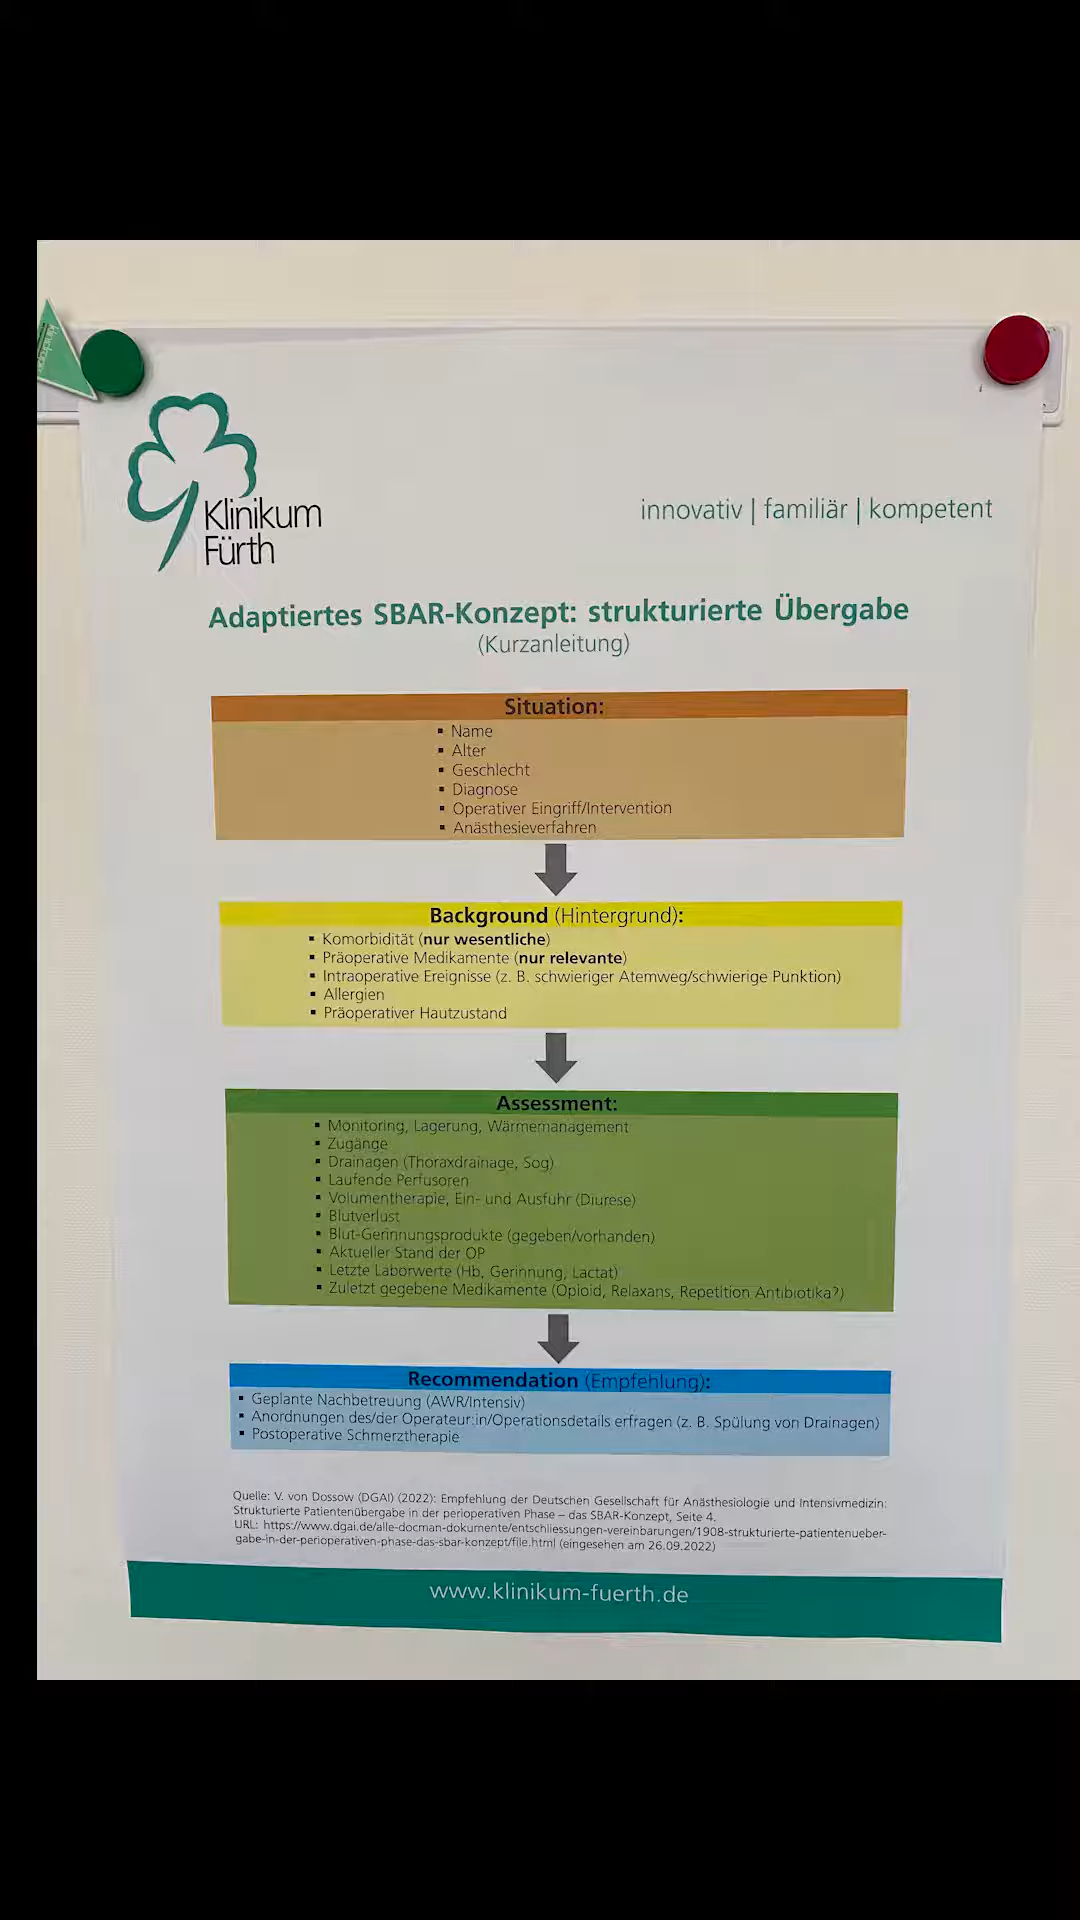 Klinikum
Fürth
innovativ | familiär | kompetent
Adaptiertes SBAR-Konzept: strukturierte Übergabe
(Kurzanleitung)
Situation:
▪ Name
▪ Alter
▪ Geschlecht
▪ Diagnose
▪ Operativer Eingriff/Intervention
▪ Anästhesieverfahren
Background (Hintergrund):
▪ Komorbidität (nur wesentliche)
▪ Präoperative Medikamente (nur relevante)
▪ Intraoperative Ereignisse (z. B. schwieriger Atemweg/schwierige Punktion)
▪ Allergien
▪ Präoperativer Hautzustand
Assessment:
▪ Monitoring, Lagerung, Wärmemanagement
▪ Zugänge
▪ Drainagen (Thoraxdrainage, Sog)
▪ Laufende Perfusoren
▪ Volumentherapie, Ein- und Ausfuhr (Diurese)
▪ Blutverlust
▪ Blut-Gerinnungsprodukte (gegeben/vorhanden)
▪ Aktueller Stand der OP
▪ Letzte Laborwerte (Hb, Gerinnung, Lactat)
▪ Zuletzt gegebene Medikamente (Opioid, Relaxans, Repetition Antibiotika?)
Recommendation (Empfehlung):
▪ Geplante Nachbetreuung (AWR/Intensiv)
▪ Anordnungen des/der Operateur:in/Operationsdetails erfragen (z. B. Spülung von Drainagen)
▪ Postoperative Schmerztherapie
Quelle: V. von Dossow (DGAI) (2022): Empfehlung der Deutschen Gesellschaft für Anästhesiologie und Intensivmedizin:
Strukturierte Patientenübergabe in der perioperativen Phase – das SBAR-Konzept, Seite 4.
URL: https://www.dgai.de/alle-docman-dokumente/entschliessungen-vereinbarungen/1908-strukturierte-patientenueber-
gabe-in-der-perioperativen-phase-das-sbar-konzept/file.html (eingesehen am 26.09.2022)
www.klinikum-fuerth.de